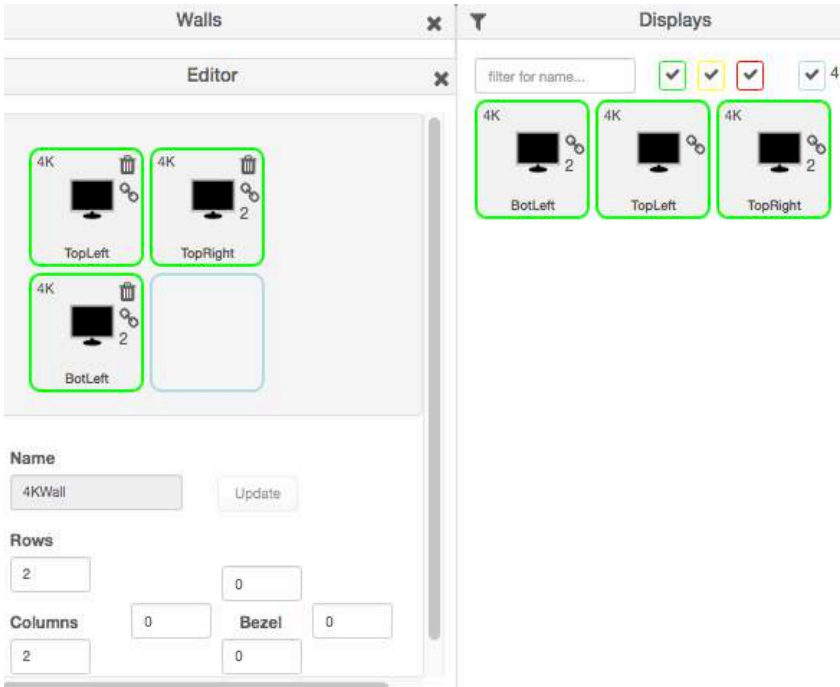 Walls
Displays
Editor
filter for name...
4
4K
4K
2
TopLeft
TopRight
4K
2
BotLeft
4K
4K
4K
2
2
BotLeft
TopLeft
TopRight
Name
4KWall
Update
Rows
2
0
Columns
0
Bezel
0
2
0